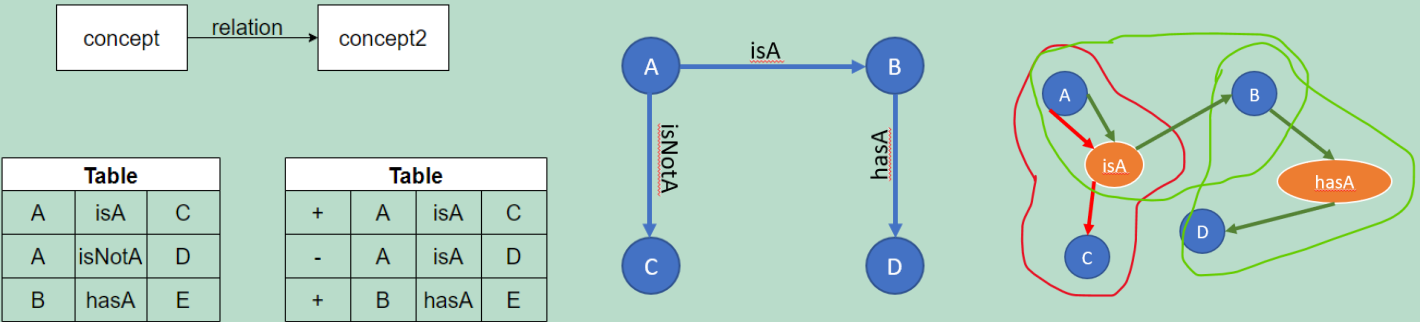 concept
relation
concept2
Table
A isA C
A isNotA D
B hasA E
Table
+ A isA C
- A isA D
+ B hasA E
A
isA
B
isNotA
hasA
C
D
A
B
isA
hasA
D
C